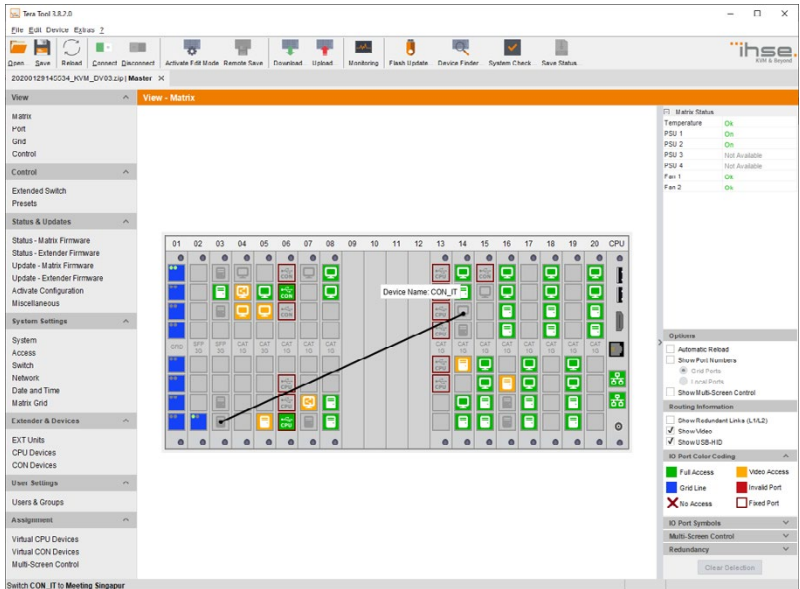 Tera Tool 3.8.2.0
File Edit Device Extras ?
Open... Save Reload Connect Disconnect Activate Edit Mode Remote Save Download... Upload... Monitoring Flash Update... Device Finder... System Check... Save Status...
ihse.
KVM & Beyond
20200129145534_KVM_DV03.zip | Master
View
View - Matrix
Matrix
Port
Grid
Control
Control
Extended Switch
Presets
Status & Updates
Status - Matrix Firmware
Status - Extender Firmware
Update - Matrix Firmware
Update - Extender Firmware
Activate Configuration
Miscellaneous
System Settings
System
Access
Switch
Network
Date and Time
Matrix Grid
Extender & Devices
EXT Units
CPU Devices
CON Devices
User Settings
Users & Groups
Assignment
Virtual CPU Devices
Virtual CON Devices
Multi-Screen Control
01 02 03 04 05 06 07 08 09 10 11 12 13 14 15 16 17 18 19 20 CPU
Device Name: CON_IT
Matrix Status
Temperature Ok
PSU 1 On
PSU 2 On
PSU 3 Not Available
PSU 4 Not Available
Fan 1 Ok
Fan 2 Ok
Options
Automatic Reload
Show Port Numbers
Grid Ports
Local Ports
Show Multi-Screen Control
Routing Information
Show Redundant Links (L1/L2)
Show Video
Show USB-HID
IO Port Color Coding
Full Access Video Access
Grid Line Invalid Port
No Access Fixed Port
IO Port Symbols
Multi-Screen Control
Redundancy
Clear Selection
Switch CON_IT to Meeting Singapur